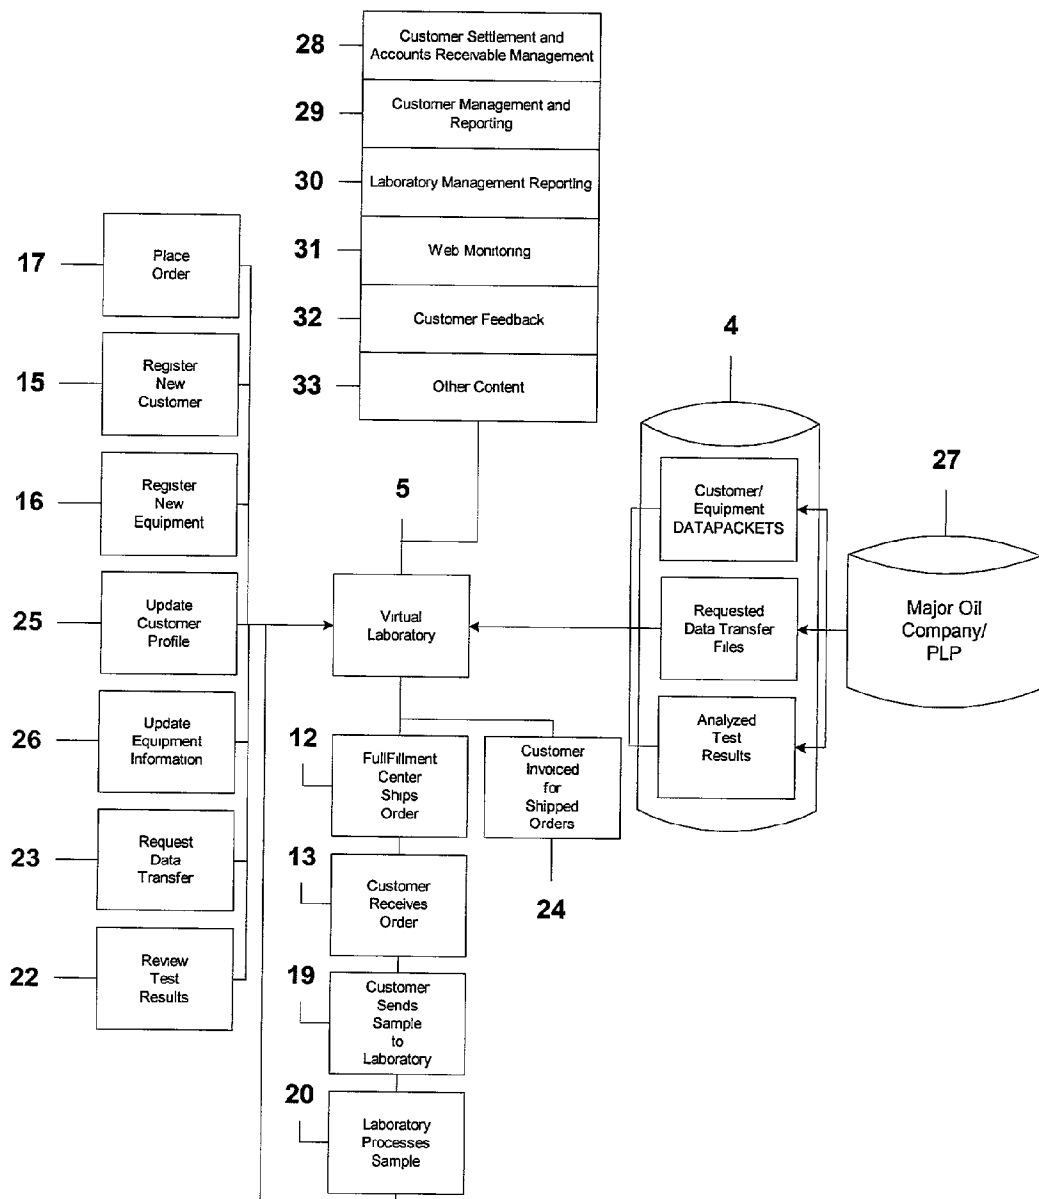 28
Customer Settlement and
Accounts Receivable Management
29
Customer Management and
Reporting
30
Laboratory Management Reporting
31
Web Monitoring
32
Customer Feedback
33
Other Content
17
Place
Order
15
Register
New
Customer
16
Register
New
Equipment
25
Update
Customer
Profile
26
Update
Equipment
Information
23
Request
Data
Transfer
22
Review
Test
Results
5
Virtual
Laboratory
12
FullFillment
Center
Ships
Order
Customer
Invoiced
for
Shipped
Orders
24
13
Customer
Receives
Order
19
Customer
Sends
Sample
to
Laboratory
20
Laboratory
Processes
Sample
4
Customer/
Equipment
DATAPACKETS
Requested
Data Transfer
Files
Analyzed
Test
Results
27
Major Oil
Company/
PLP